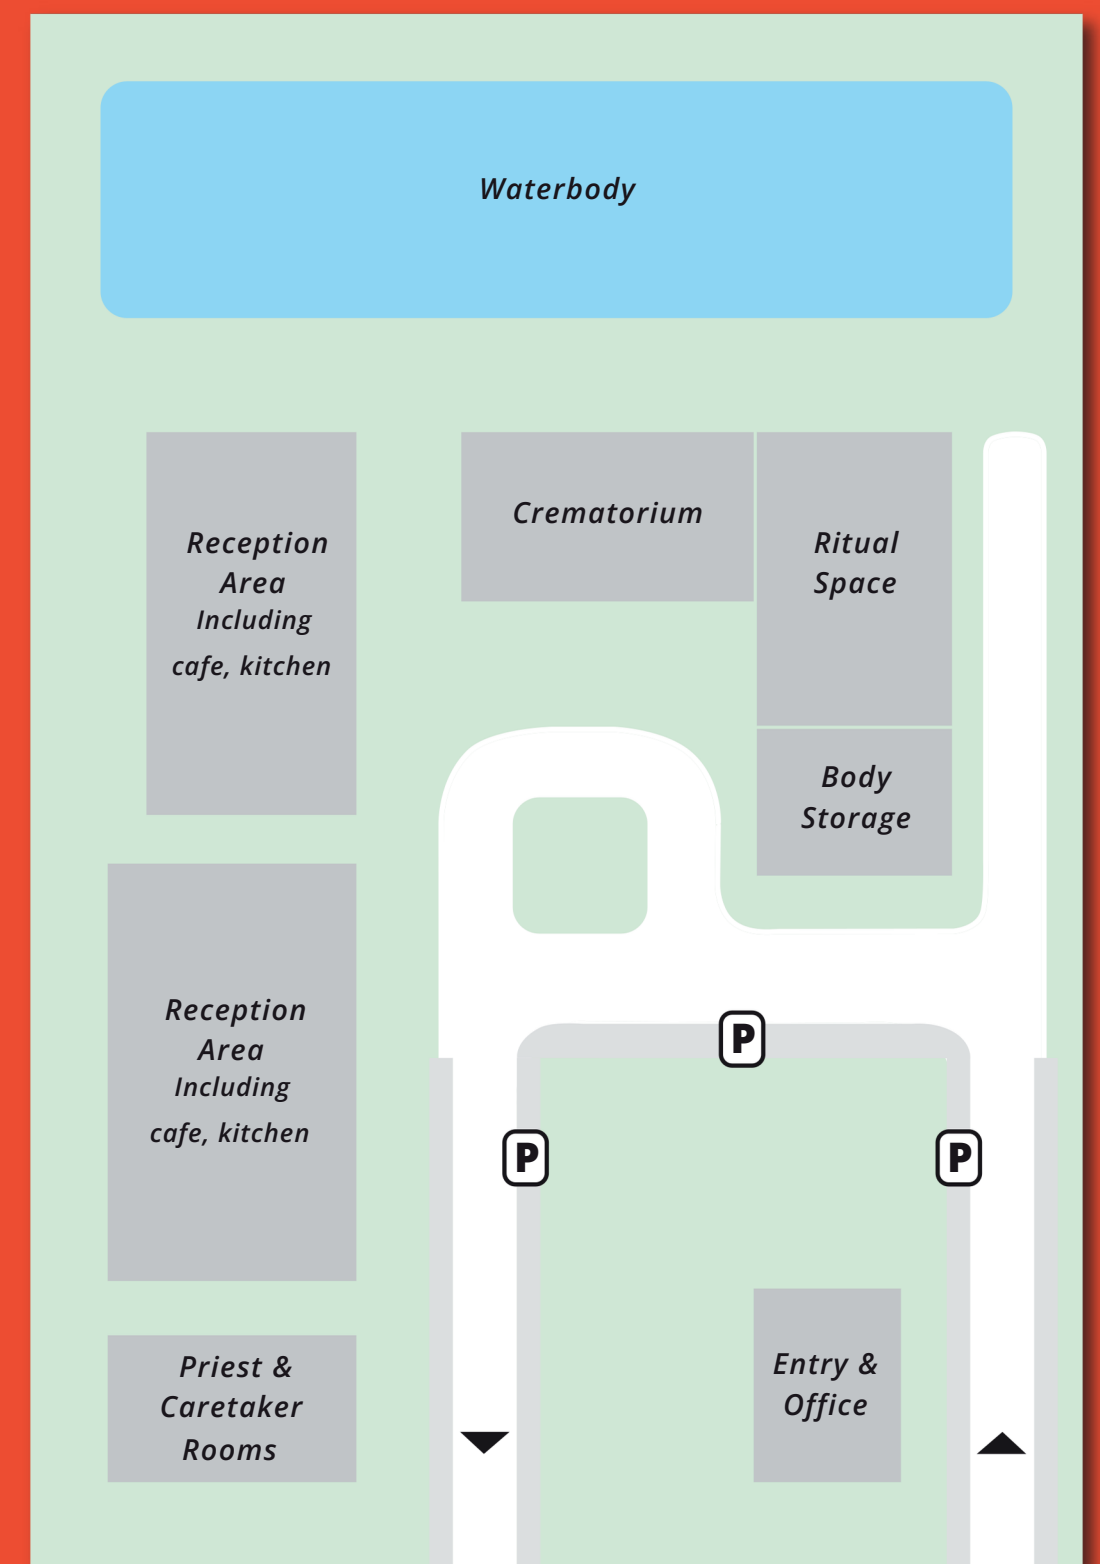 Waterbody
Crematorium
Reception
Area
Including
cafe, kitchen
Ritual
Space
Body
Storage
Reception
Area
Including
cafe, kitchen
P
P
P
Entry &
Office
Priest &
Caretaker
Rooms